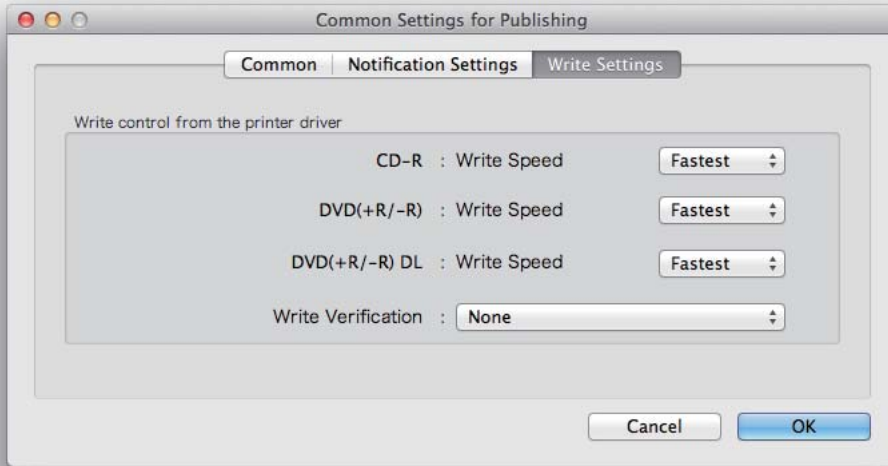 Common Settings for Publishing
Common Notification Settings Write Settings
Write control from the printer driver
CD-R : Write Speed Fastest
DVD(+R/-R) : Write Speed Fastest
DVD(+R/-R) DL : Write Speed Fastest
Write Verification : None
Cancel OK